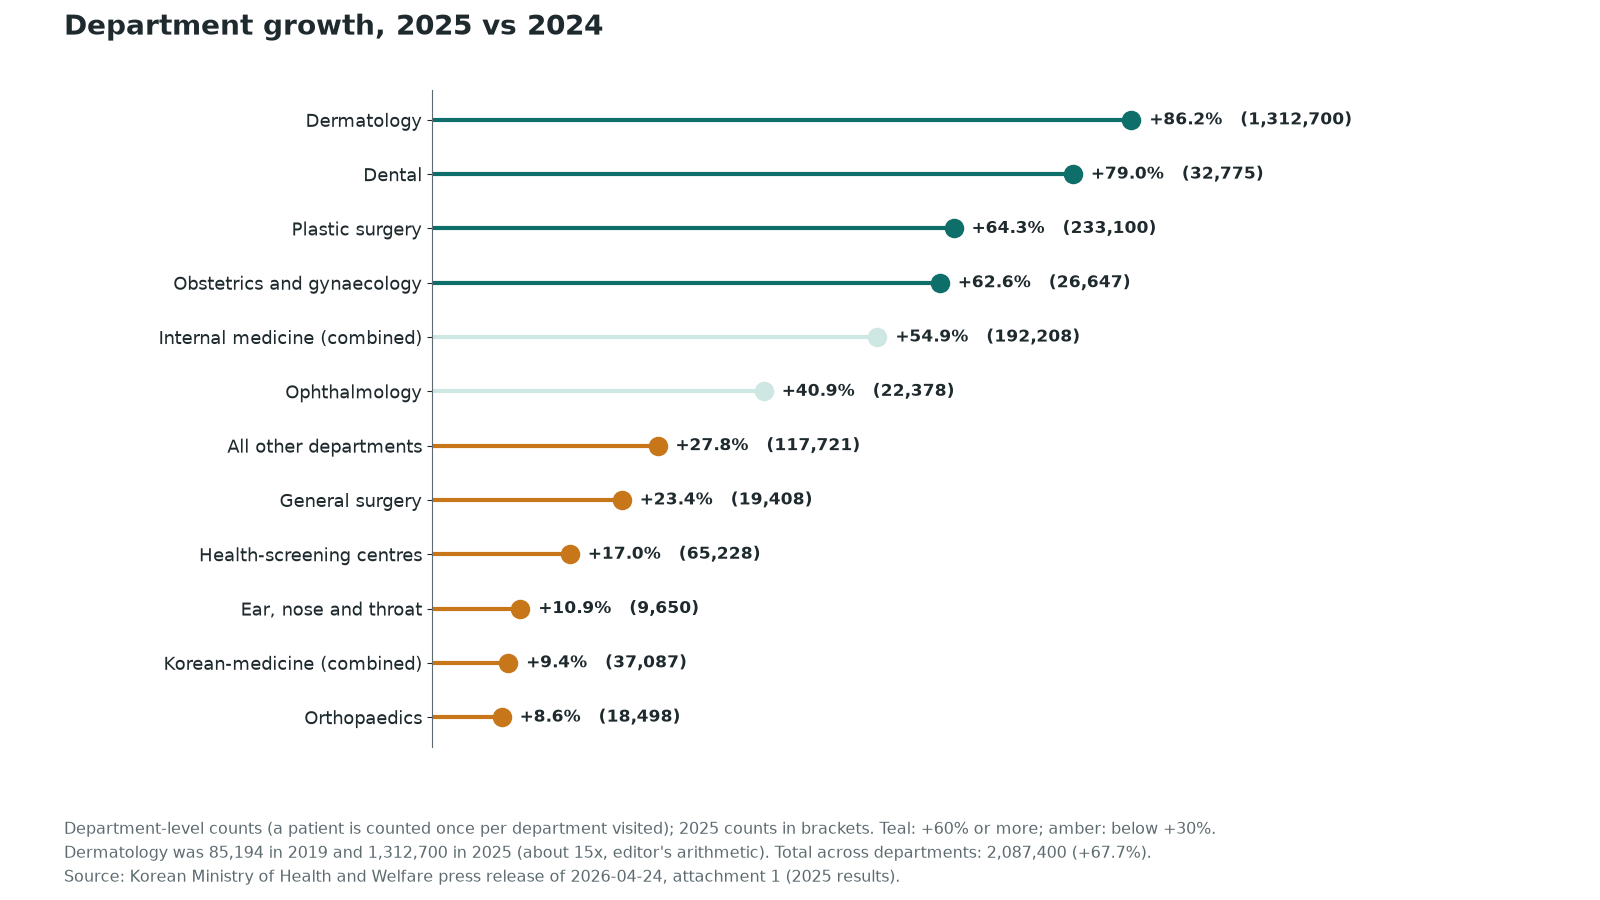 Department growth, 2025 vs 2024
Dermatology +86.2% (1,312,700)
Dental +79.0% (32,775)
Plastic surgery +64.3% (233,100)
Obstetrics and gynaecology +62.6% (26,647)
Internal medicine (combined) +54.9% (192,208)
Ophthalmology +40.9% (22,378)
All other departments +27.8% (117,721)
General surgery +23.4% (19,408)
Health-screening centres +17.0% (65,228)
Ear, nose and throat +10.9% (9,650)
Korean-medicine (combined) +9.4% (37,087)
Orthopaedics +8.6% (18,498)
Department-level counts (a patient is counted once per department visited); 2025 counts in brackets. Teal: +60% or more; amber: below +30%.
Dermatology was 85,194 in 2019 and 1,312,700 in 2025 (about 15x, editor's arithmetic). Total across departments: 2,087,400 (+67.7%).
Source: Korean Ministry of Health and Welfare press release of 2026-04-24, attachment 1 (2025 results).